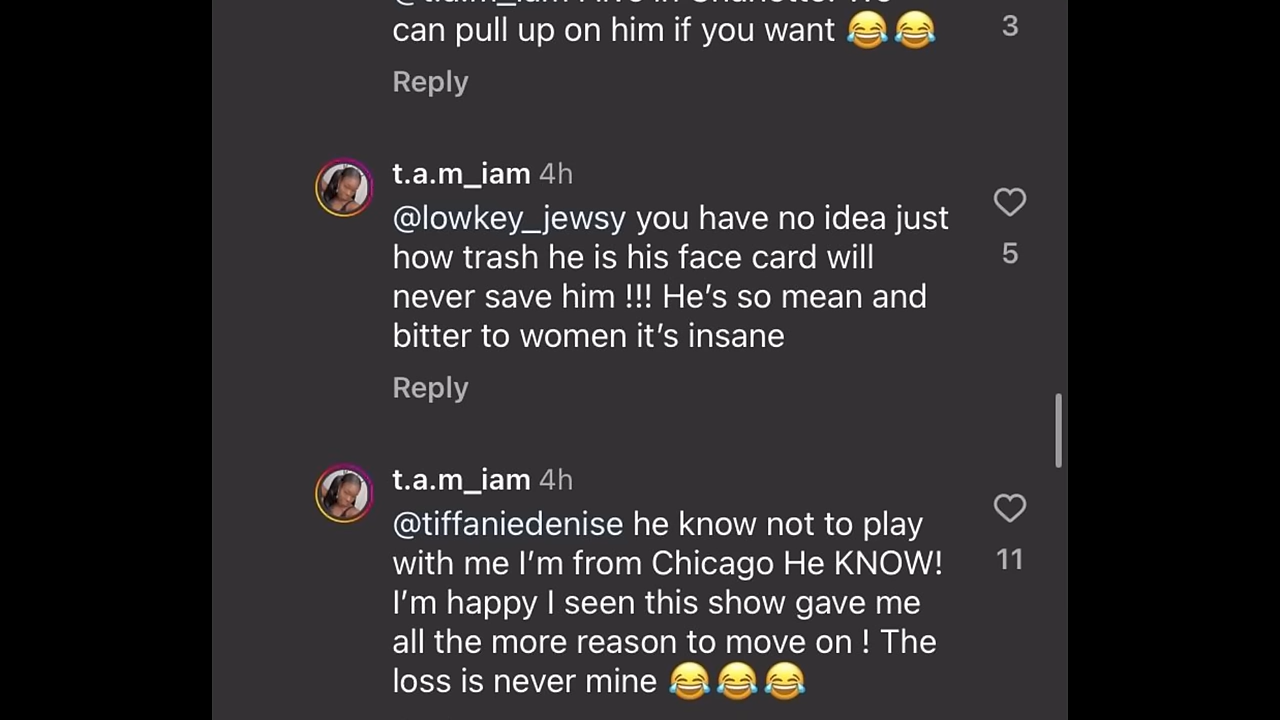 can pull up on him if you want 😂😂
3
Reply
t.a.m_iam 4h
@lowkey_jewsy you have no idea just
how trash he is his face card will
never save him !!! He’s so mean and
bitter to women it’s insane
5
Reply
t.a.m_iam 4h
@tiffaniedenise he know not to play
with me I’m from Chicago He KNOW!
I’m happy I seen this show gave me
all the more reason to move on ! The
loss is never mine 😂😂😂
11